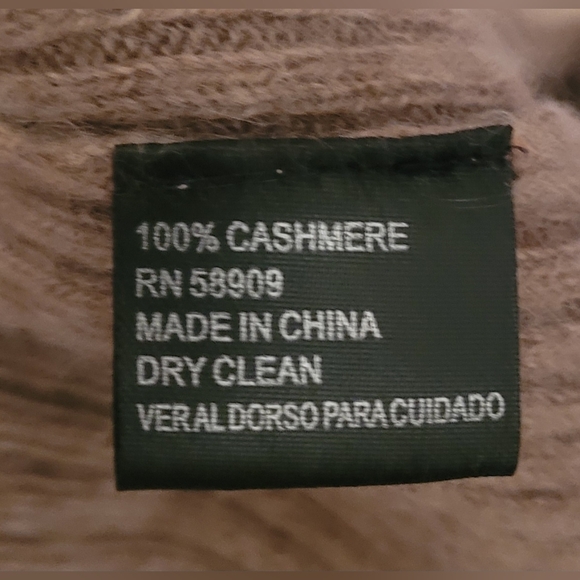 100% CASHMERE
RN 58909
MADE IN CHINA
DRY CLEAN
VER AL DORSO PARA CUIDADO